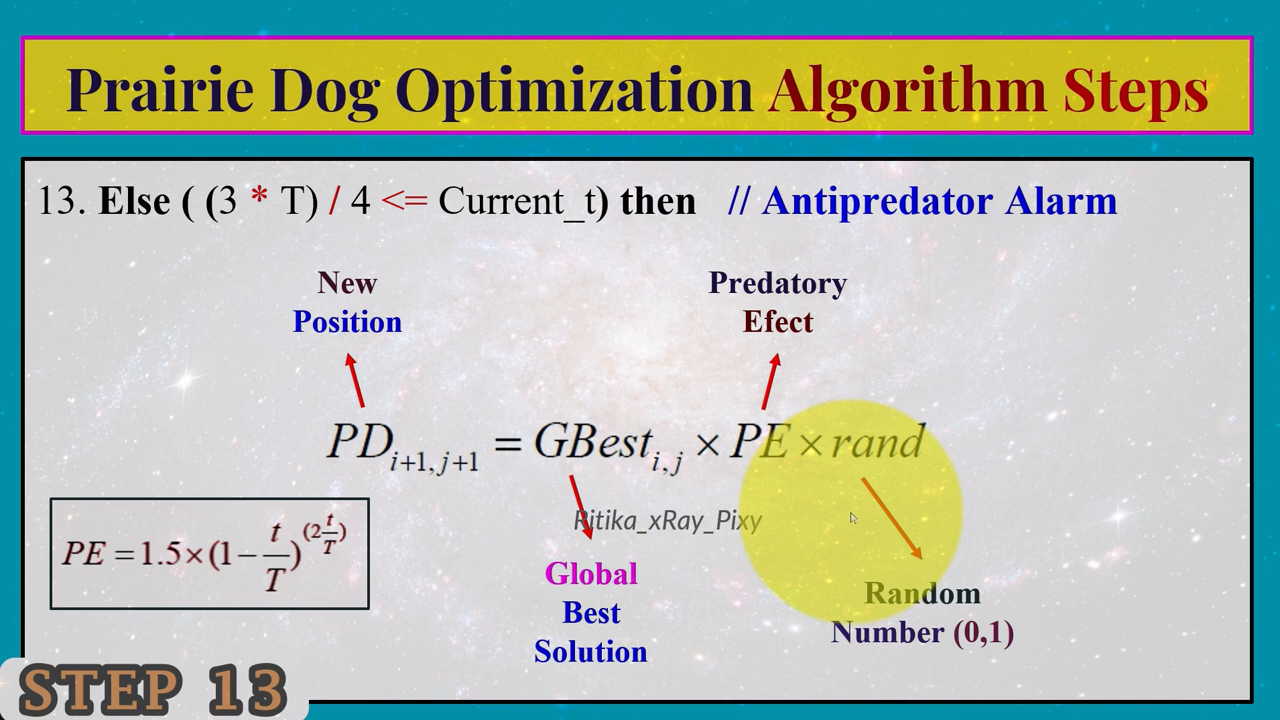 Prairie Dog Optimization Algorithm Steps
13. Else ( (3 * T) / 4 <= Current_t) then // Antipredator Alarm
New
Position
Predatory
Efect
PD_{i+1,j+1} = GBest_{i,j} × PE × rand
Ritika_xRay_Pixy
PE = 1.5×(1−\frac{t}{T})^{(2\frac{t}{T})}
Global
Best
Solution
Random
Number (0,1)
STEP 13